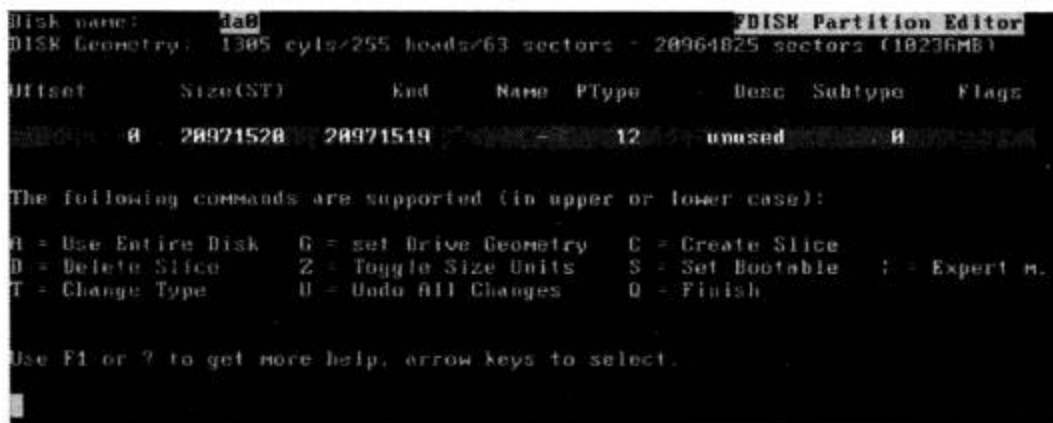 Disk name: da0 FDISK Partition Editor
DISK Geometry: 1305 cyls/255 heads/63 sectors = 20964825 sectors (10236MB)
Offset Size(ST) End Name PType Desc Subtype Flags
0 20971520 20971519 - 12 unused 0
The following commands are supported (in upper or lower case):
A = Use Entire Disk G = set Drive Geometry C = Create Slice
D = Delete Slice Z = Toggle Size Units S = Set Bootable | = Expert m.
T = Change Type U = Undo All Changes Q = Finish
Use F1 or ? to get more help, arrow keys to select.